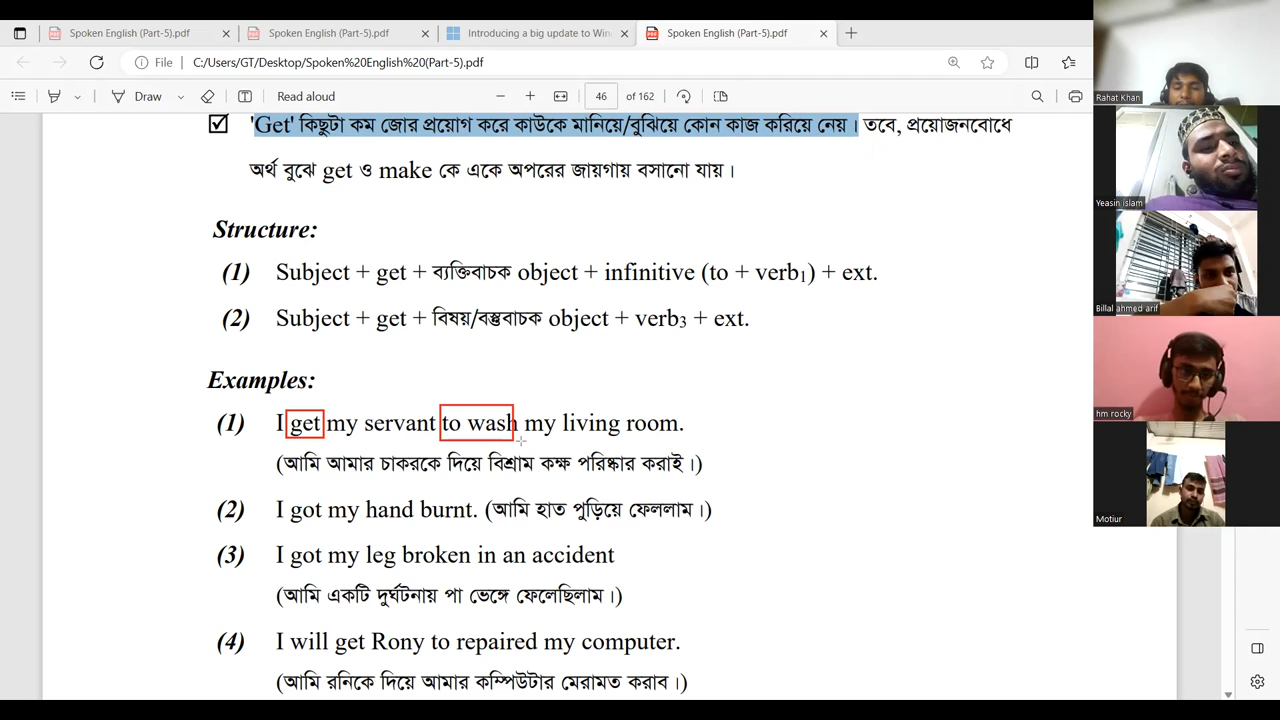 Spoken English (Part-5).pdf
Spoken English (Part-5).pdf
Introducing a big update to Win
Spoken English (Part-5).pdf
File
C:/Users/GT/Desktop/Spoken%20English%20(Part-5).pdf
Draw
Read aloud
46 of 162
'Get' কিছুটা কম জোর প্রয়োগ করে কাউকে মানিয়ে/বুঝিয়ে কোন কাজ করিয়ে নেয়। তবে, প্রয়োজনবোধে
অর্থ বুঝে get ও make কে একে অপরের জায়গায় বসানো যায়।
Structure:
(1) Subject + get + ব্যক্তিবাচক object + infinitive (to + verb1) + ext.
(2) Subject + get + বিষয়/বস্তুবাচক object + verb3 + ext.
Examples:
(1) I get my servant to wash my living room.
(আমি আমার চাকরকে দিয়ে বিশ্রাম কক্ষ পরিষ্কার করাই।)
(2) I got my hand burnt. (আমি হাত পুড়িয়ে ফেললাম।)
(3) I got my leg broken in an accident
(আমি একটি দুর্ঘটনায় পা ভেঙ্গে ফেলেছিলাম।)
(4) I will get Rony to repaired my computer.
(আমি রনিকে দিয়ে আমার কম্পিউটার মেরামত করাব।)
Rahat Khan
Yeasin islam
Billal ahmed arif
hm rocky
Motiur